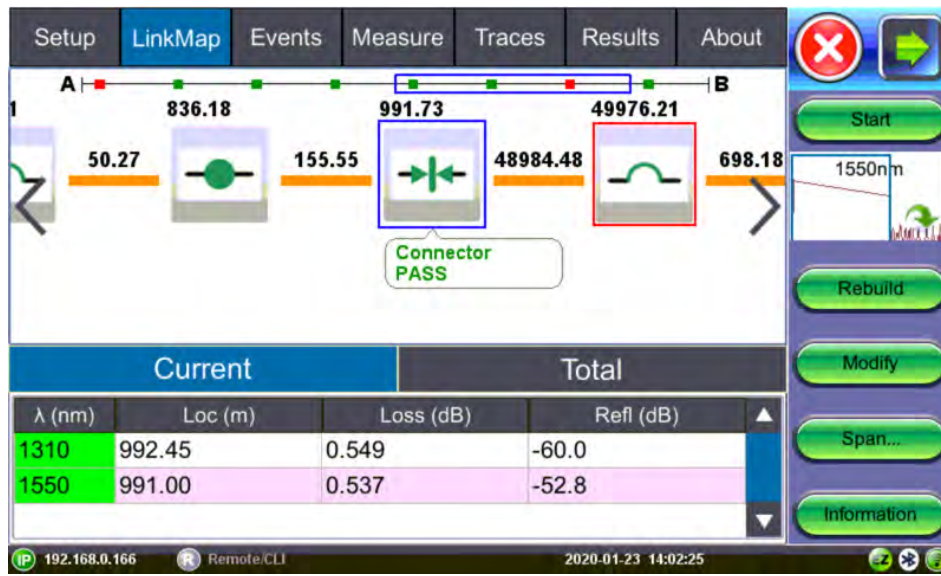 Setup LinkMap Events Measure Traces Results About
A B
1 836.18 991.73 49976.21
50.27 155.55 48984.48 698.18
Connector
PASS
Current Total
λ (nm) Loc (m) Loss (dB) Refl (dB)
1310 992.45 0.549 -60.0
1550 991.00 0.537 -52.8
Start
1550nm
Rebuild
Modify
Span...
Information
IP 192.168.0.166 R Remote/CLI 2020-01-23 14:02:25 EZ